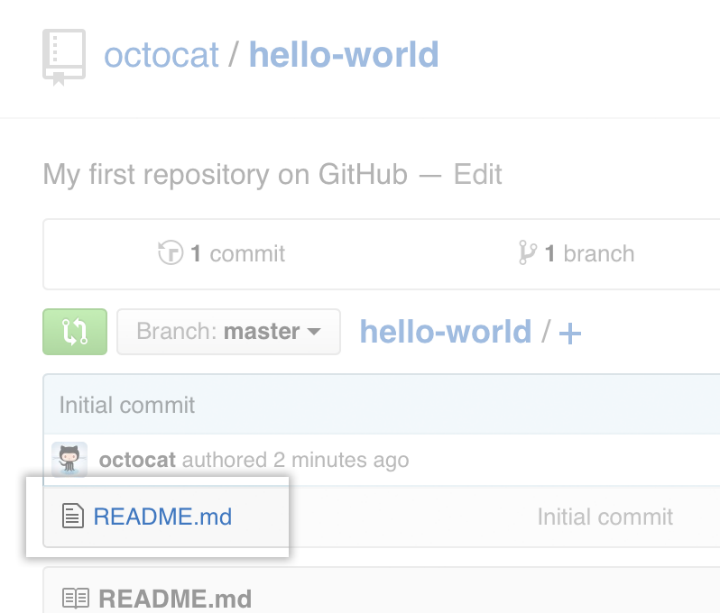 octocat / hello-world
My first repository on GitHub — Edit
1 commit 1 branch
Branch: master hello-world / +
Initial commit
octocat authored 2 minutes ago
README.md Initial commit
README.md